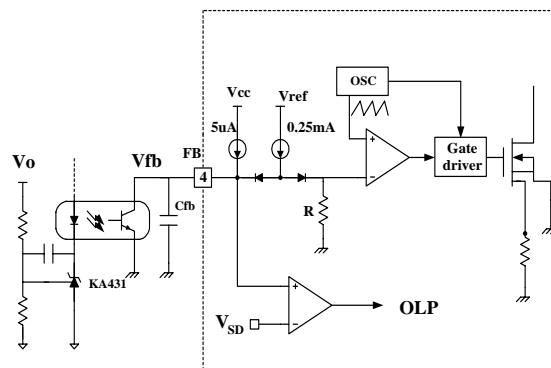 OSC
Vcc
Vref
5uA
0.25mA
Vo
Vfb
FB
4
Cfb
R
+
−
Gate
driver
KA431
+
−
VSD
OLP